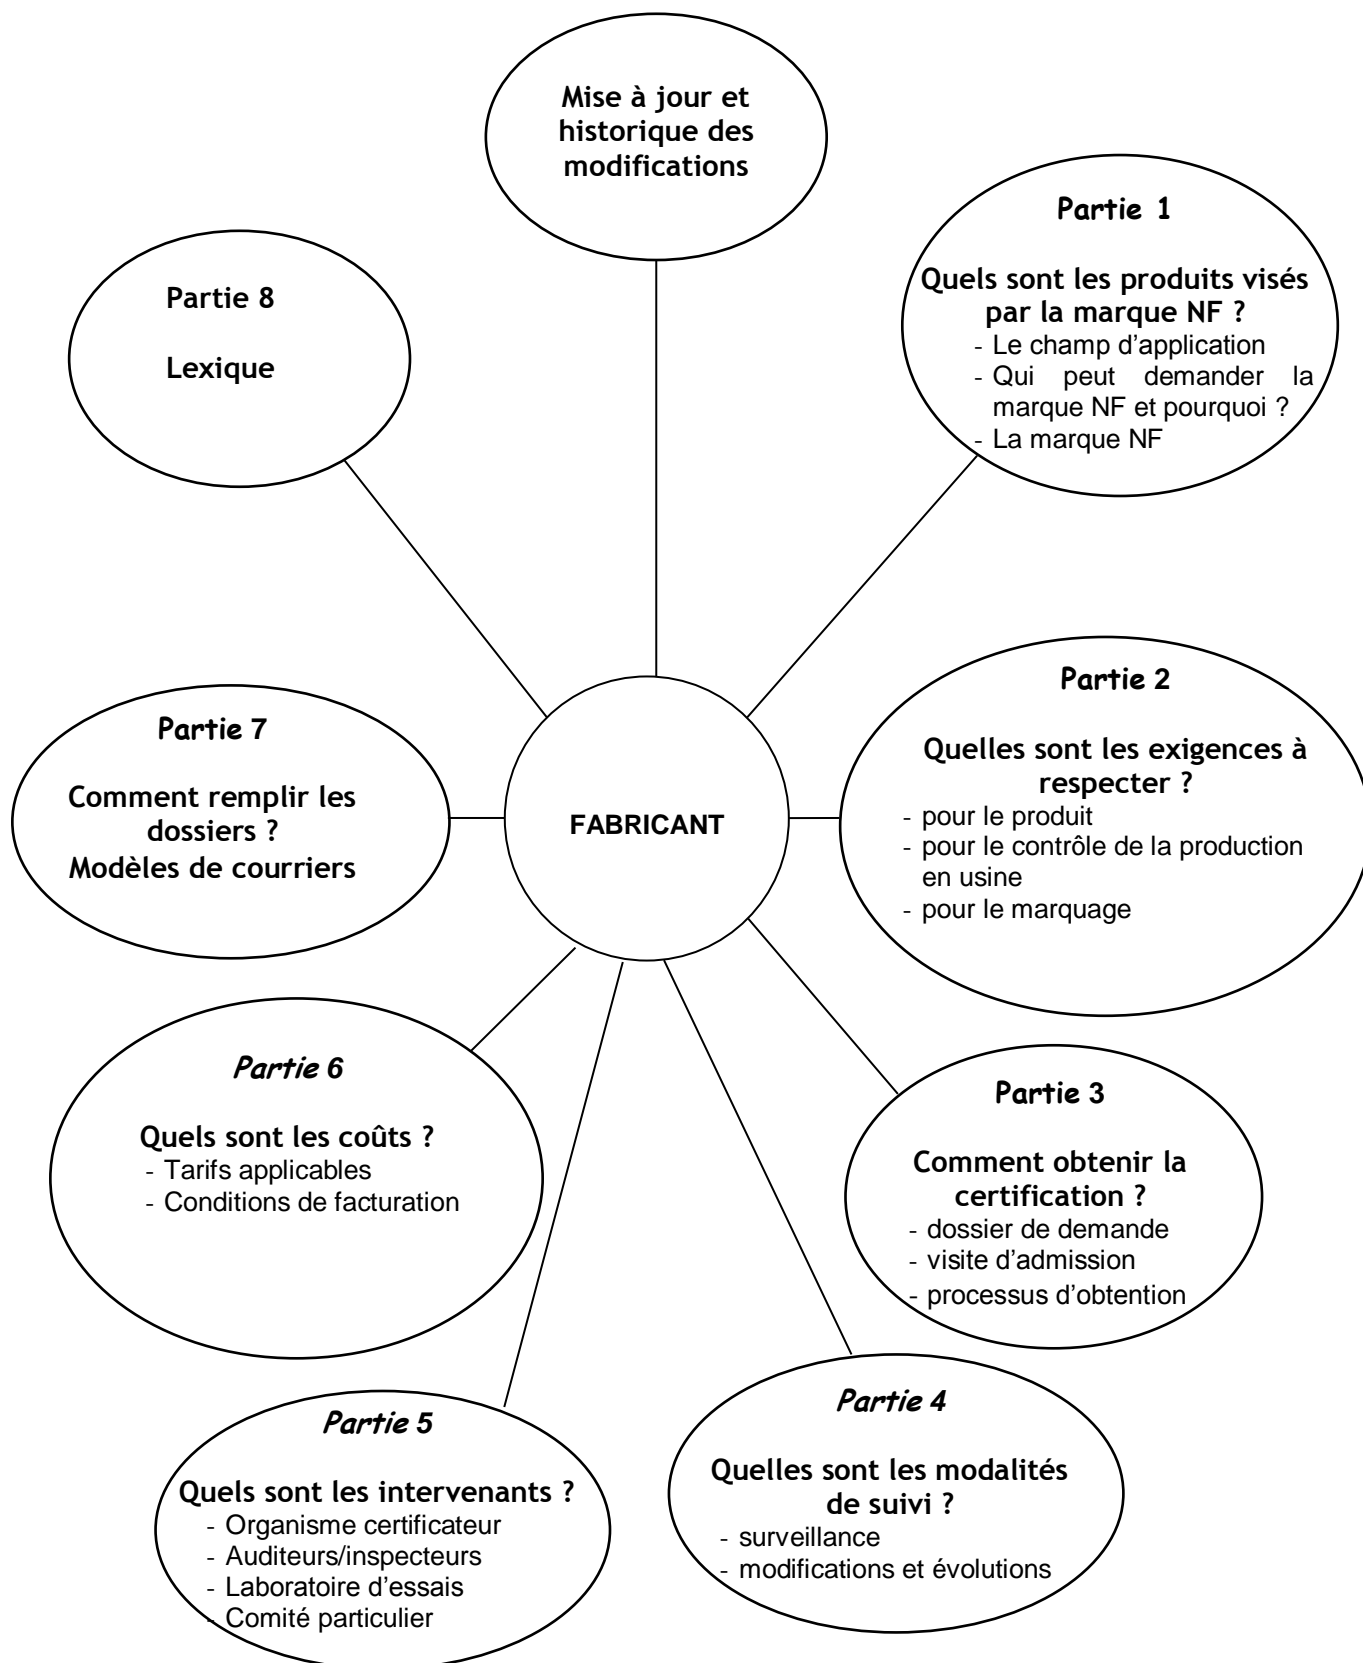 Mise à jour et
historique des
modifications
Partie 1
Quels sont les produits visés
par la marque NF ?
- Le champ d'application
- Qui peut demander la
marque NF et pourquoi ?
- La marque NF
Partie 8
Lexique
Partie 2
Quelles sont les exigences à
respecter ?
- pour le produit
- pour le contrôle de la production
en usine
- pour le marquage
Partie 7
Comment remplir les
dossiers ?
Modèles de courriers
FABRICANT
Partie 3
Comment obtenir la
certification ?
- dossier de demande
- visite d'admission
- processus d'obtention
Partie 6
Quels sont les coûts ?
- Tarifs applicables
- Conditions de facturation
Partie 4
Quelles sont les modalités
de suivi ?
- surveillance
- modifications et évolutions
Partie 5
Quels sont les intervenants ?
- Organisme certificateur
- Auditeurs/inspecteurs
- Laboratoire d'essais
- Comité particulier